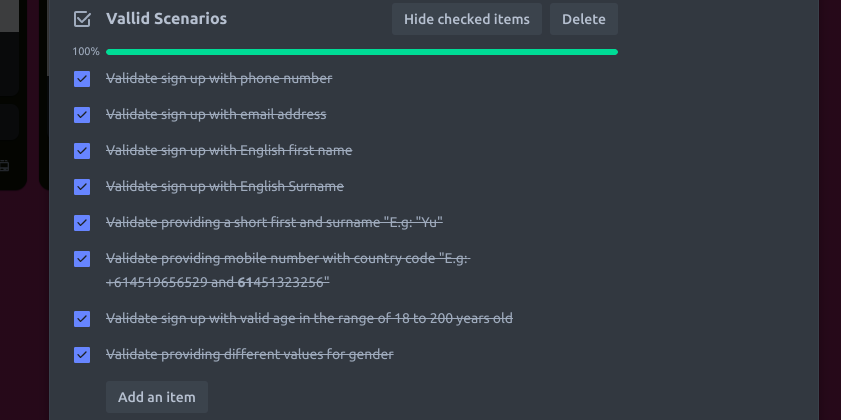 Vallid Scenarios
Hide checked items
Delete
100%
Validate sign up with phone number
Validate sign up with email address
Validate sign up with English first name
Validate sign up with English Surname
Validate providing a short first and surname "E.g: "Yu"
Validate providing mobile number with country code "E.g:
+614519656529 and 61451323256"
Validate sign up with valid age in the range of 18 to 200 years old
Validate providing different values for gender
Add an item